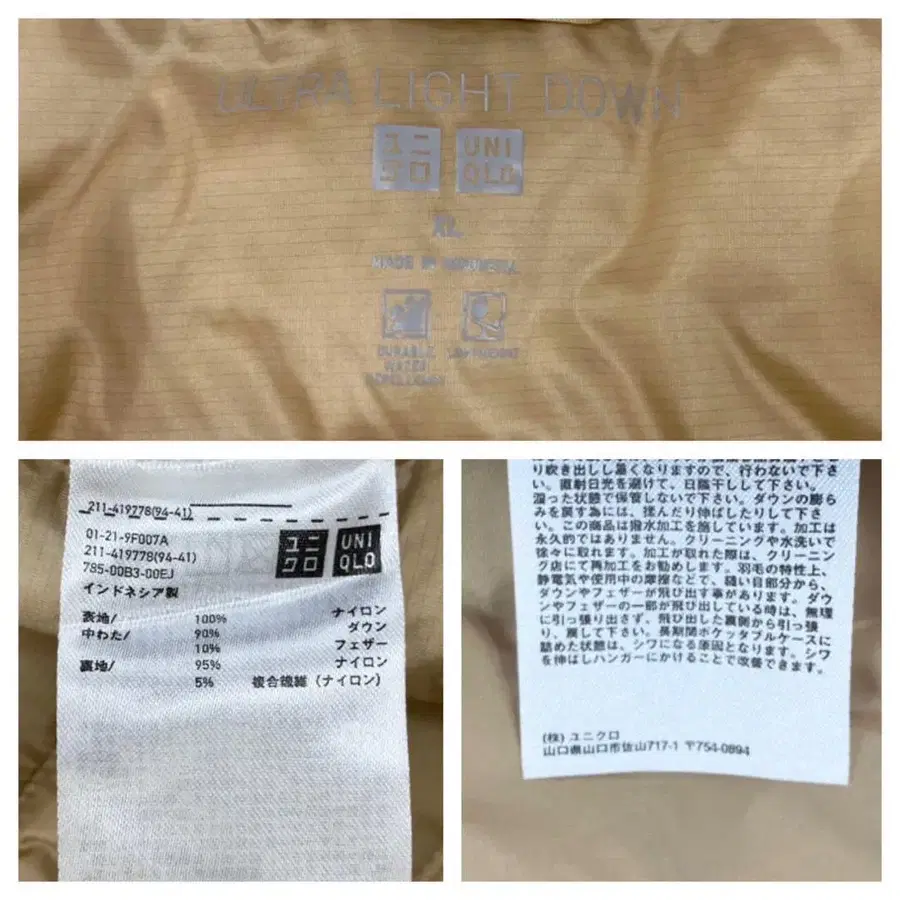 ULTRA LIGHT DOWN
ユニクロ
UNIQLO
XL
MADE IN INDONESIA
DURABLE
WATER
REPELLENCY
LIGHTWEIGHT
211-419778(94-41)
01-21-9F007A
211-419778(94-41)
785-00B3-00EJ
ユニクロ
UNIQLO
インドネシア製
表地/ 100% ナイロン
中わた/ 90% ダウン
10% フェザー
裏地/ 95% ナイロン
5% 複合繊維(ナイロン)
り吹き出しし暑くなりますので、行わないで下さ
い。直射日光を避けて、日陰干しして下さい。
湿った状態で保管しないで下さい。ダウンの膨ら
みを戻す為には、揉んだり伸ばしたりして下さ
い。この商品は撥水加工を施しています。加工は
永久的ではありません。クリーニングや水洗いで
徐々に取れます。加工が取れた際は、クリーニン
グ店にて再加工をお勧めします。羽毛の特性上、
静電気や使用中の摩擦などで、縫い目部分から、
ダウンやフェザーが飛び出す事があります。ダウ
ンやフェザーの一部が飛び出している時は、無理
に引っ張り出さず、飛び出した裏側から引っ張
り、戻して下さい。長期間ポケッタブルケースに
詰めた状態は、シワになる原因となります。シワ
を伸ばしハンガーにかけることで改善できます。
(株) ユニクロ
山口県山口市佐山717-1 〒754-0894